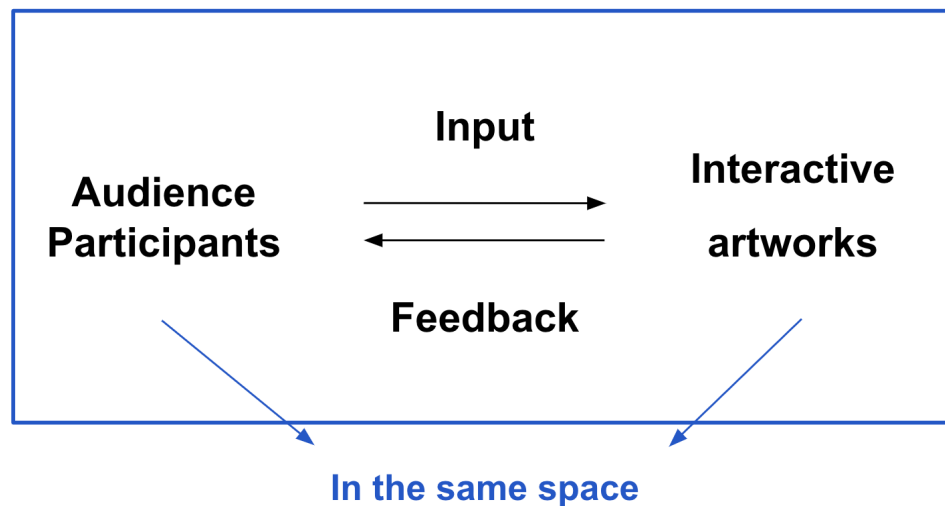 Input
Audience
Participants
Interactive
artworks
Feedback
In the same space